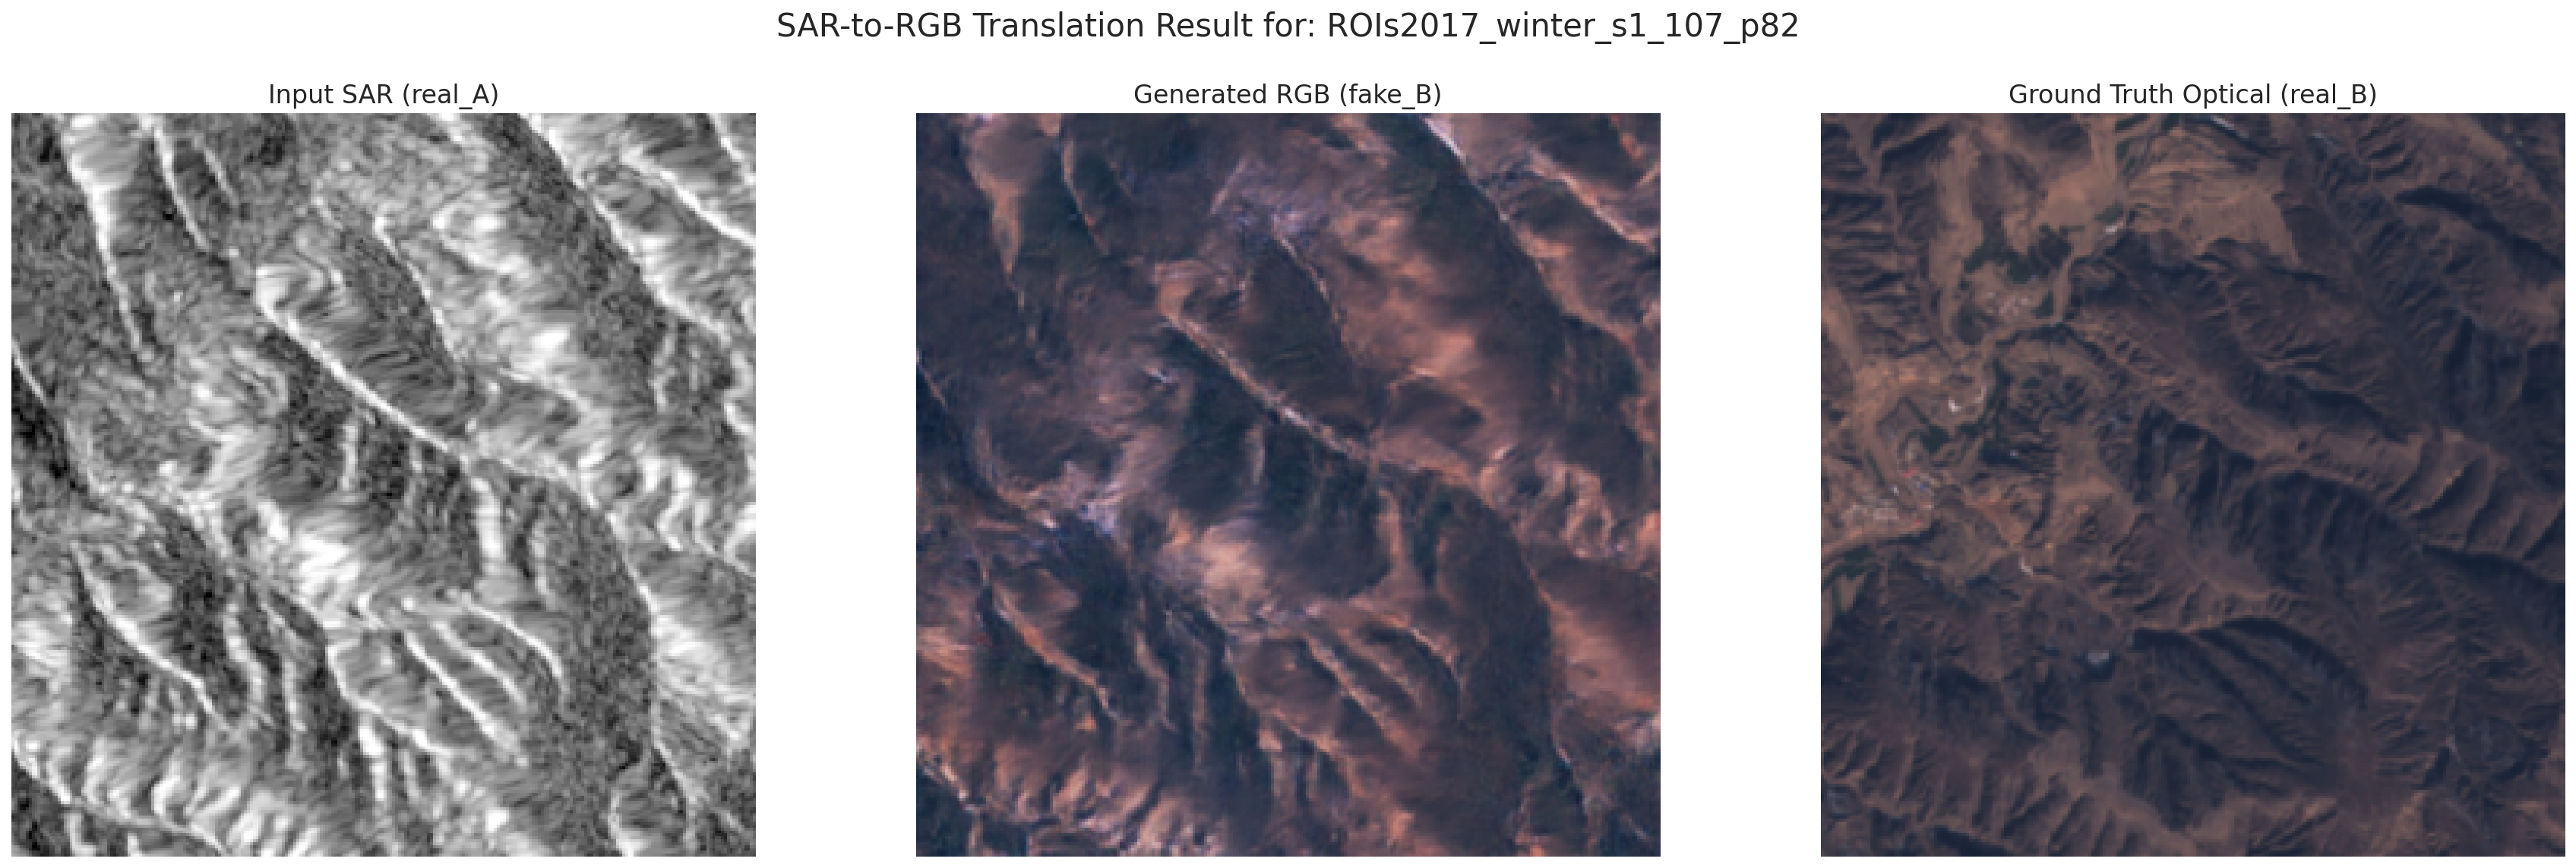 SAR-to-RGB Translation Result for: ROIs2017_winter_s1_107_p82
Input SAR (real_A)
Generated RGB (fake_B)
Ground Truth Optical (real_B)